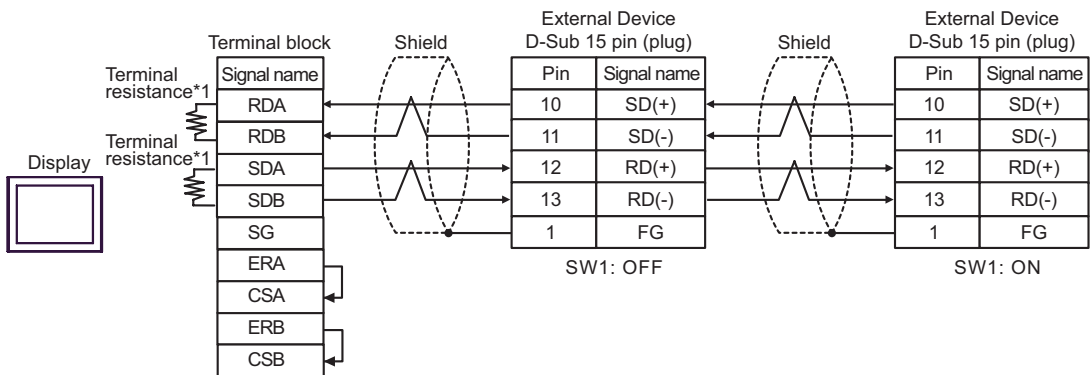 External Device
D-Sub 15 pin (plug)
External Device
D-Sub 15 pin (plug)
Terminal block
Shield
Shield
Terminal
resistance*1
Terminal
resistance*1
Display
Signal name
RDA
RDB
SDA
SDB
SG
ERA
CSA
ERB
CSB
Pin Signal name
10 SD(+)
11 SD(-)
12 RD(+)
13 RD(-)
1 FG
SW1: OFF
Pin Signal name
10 SD(+)
11 SD(-)
12 RD(+)
13 RD(-)
1 FG
SW1: ON